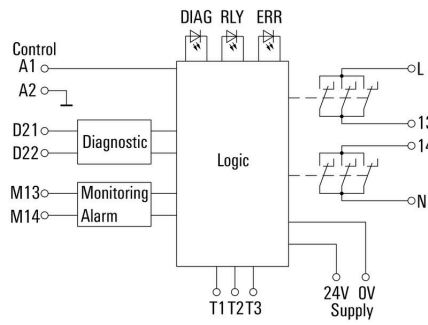 DIAG RLY ERR
Control
A1
A2
L
D21
Diagnostic
D22
13
14
Logic
M13
Monitoring
M14
Alarm
N
T1 T2 T3
24V 0V
Supply